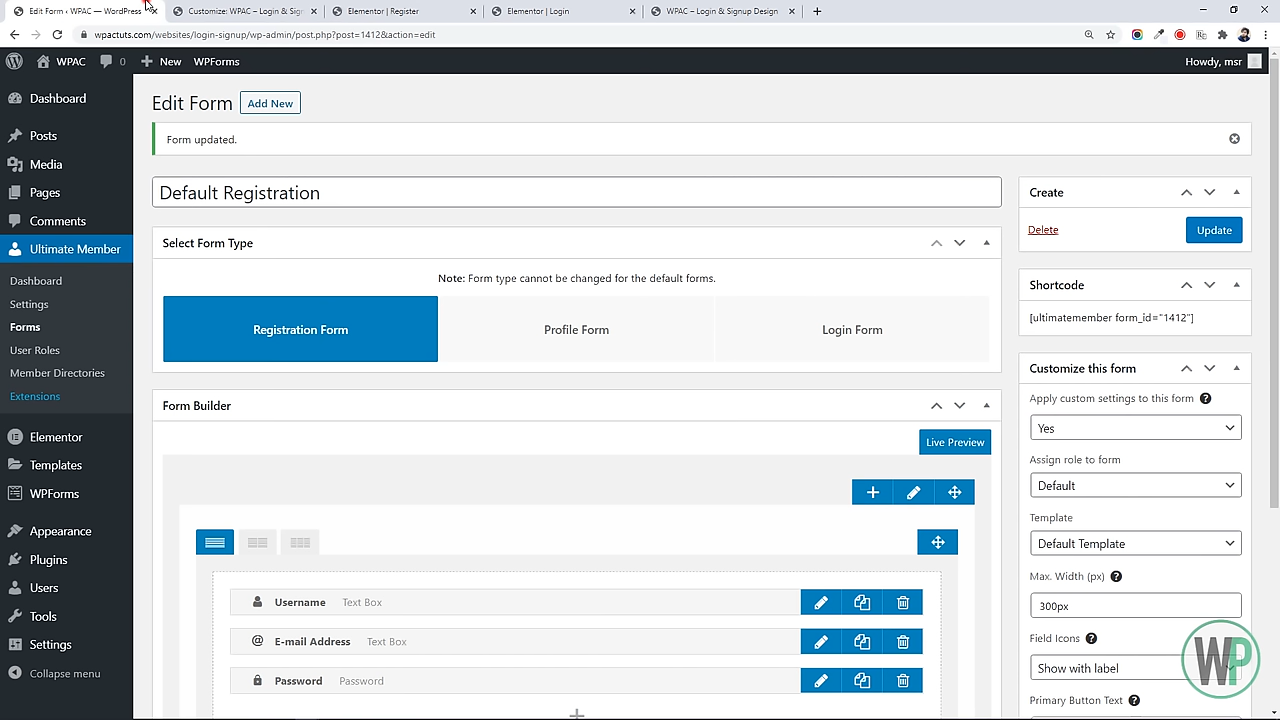 Edit Form ‹ WPAC — WordPress
Customize: WPAC – Login & Sign
Elementor | Register
Elementor | Login
WPAC – Login & Signup Design
wpactuts.com/websites/login-signup/wp-admin/post.php?post=1412&action=edit
WPAC
0
New
WPForms
Howdy, msr
Dashboard
Posts
Media
Pages
Comments
Ultimate Member
Dashboard
Settings
Forms
User Roles
Member Directories
Extensions
Elementor
Templates
WPForms
Appearance
Plugins
Users
Tools
Settings
Collapse menu
Edit Form
Add New
Form updated.
Default Registration
Select Form Type
Note: Form type cannot be changed for the default forms.
Registration Form
Profile Form
Login Form
Form Builder
Live Preview
Username Text Box
E-mail Address Text Box
Password Password
Create
Delete
Update
Shortcode
[ultimatemember form_id="1412"]
Customize this form
Apply custom settings to this form
Yes
Assign role to form
Default
Template
Default Template
Max. Width (px)
300px
Field Icons
Show with label
Primary Button Text
WP